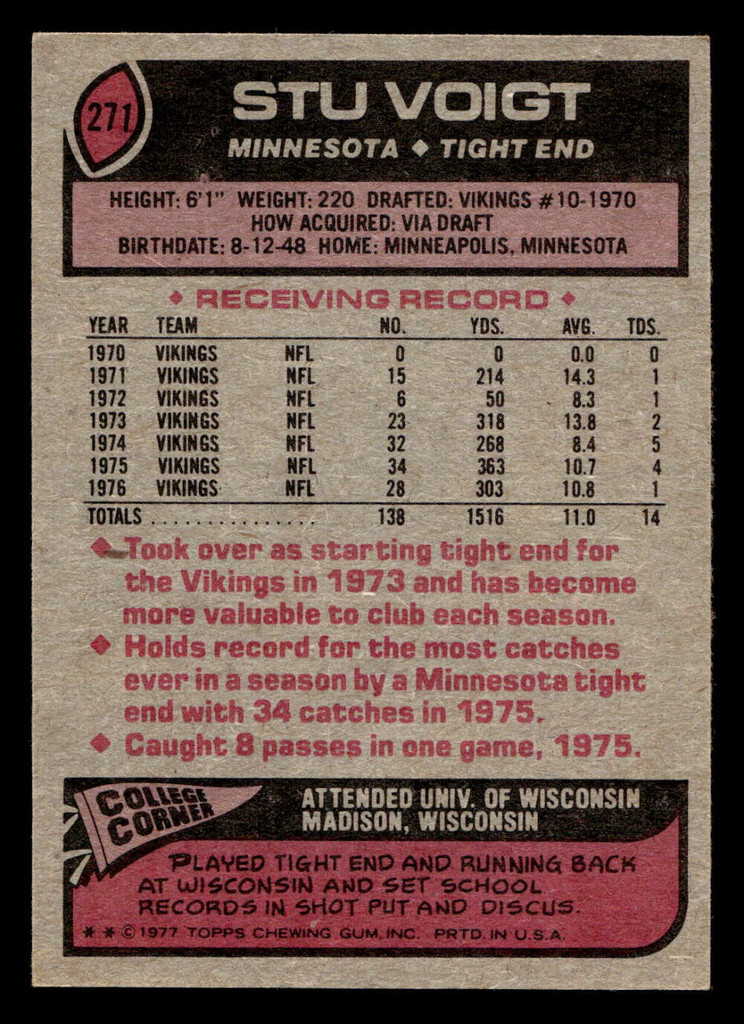 271
STU VOIGT
MINNESOTA ◆ TIGHT END
HEIGHT: 6'1" WEIGHT: 220 DRAFTED: VIKINGS #10-1970
HOW ACQUIRED: VIA DRAFT
BIRTHDATE: 8-12-48 HOME: MINNEAPOLIS, MINNESOTA
◆ RECEIVING RECORD ◆
YEAR TEAM NO. YDS. AVG. TDS.
1970 VIKINGS NFL 0 0 0.0 0
1971 VIKINGS NFL 15 214 14.3 1
1972 VIKINGS NFL 6 50 8.3 1
1973 VIKINGS NFL 23 318 13.8 2
1974 VIKINGS NFL 32 268 8.4 5
1975 VIKINGS NFL 34 363 10.7 4
1976 VIKINGS NFL 28 303 10.8 1
TOTALS ............... 138 1516 11.0 14
◆ Took over as starting tight end for
the Vikings in 1973 and has become
more valuable to club each season.
◆ Holds record for the most catches
ever in a season by a Minnesota tight
end with 34 catches in 1975.
◆ Caught 8 passes in one game, 1975.
COLLEGE
CORNER
ATTENDED UNIV. OF WISCONSIN
MADISON, WISCONSIN
PLAYED TIGHT END AND RUNNING BACK
AT WISCONSIN AND SET SCHOOL
RECORDS IN SHOT PUT AND DISCUS.
* * © 1977 TOPPS CHEWING GUM, INC. PRTD. IN U.S.A.